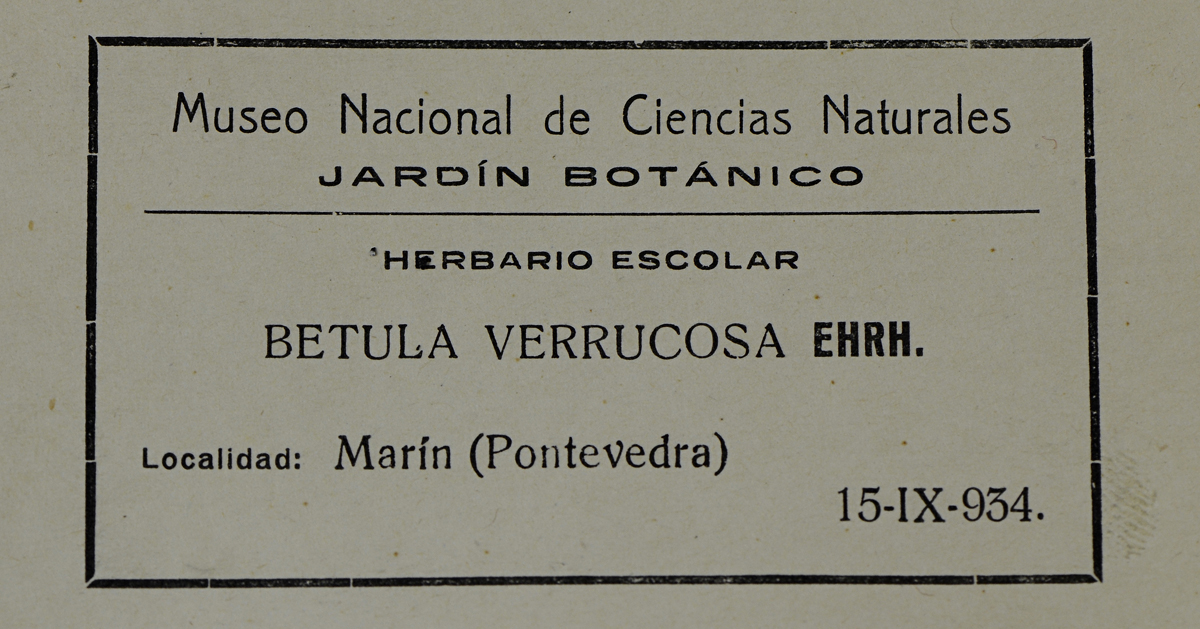 Museo Nacional de Ciencias Naturales
JARDÍN BOTÁNICO
HERBARIO ESCOLAR
BETULA VERRUCOSA EHRH.
Localidad: Marín (Pontevedra)
15-IX-934.